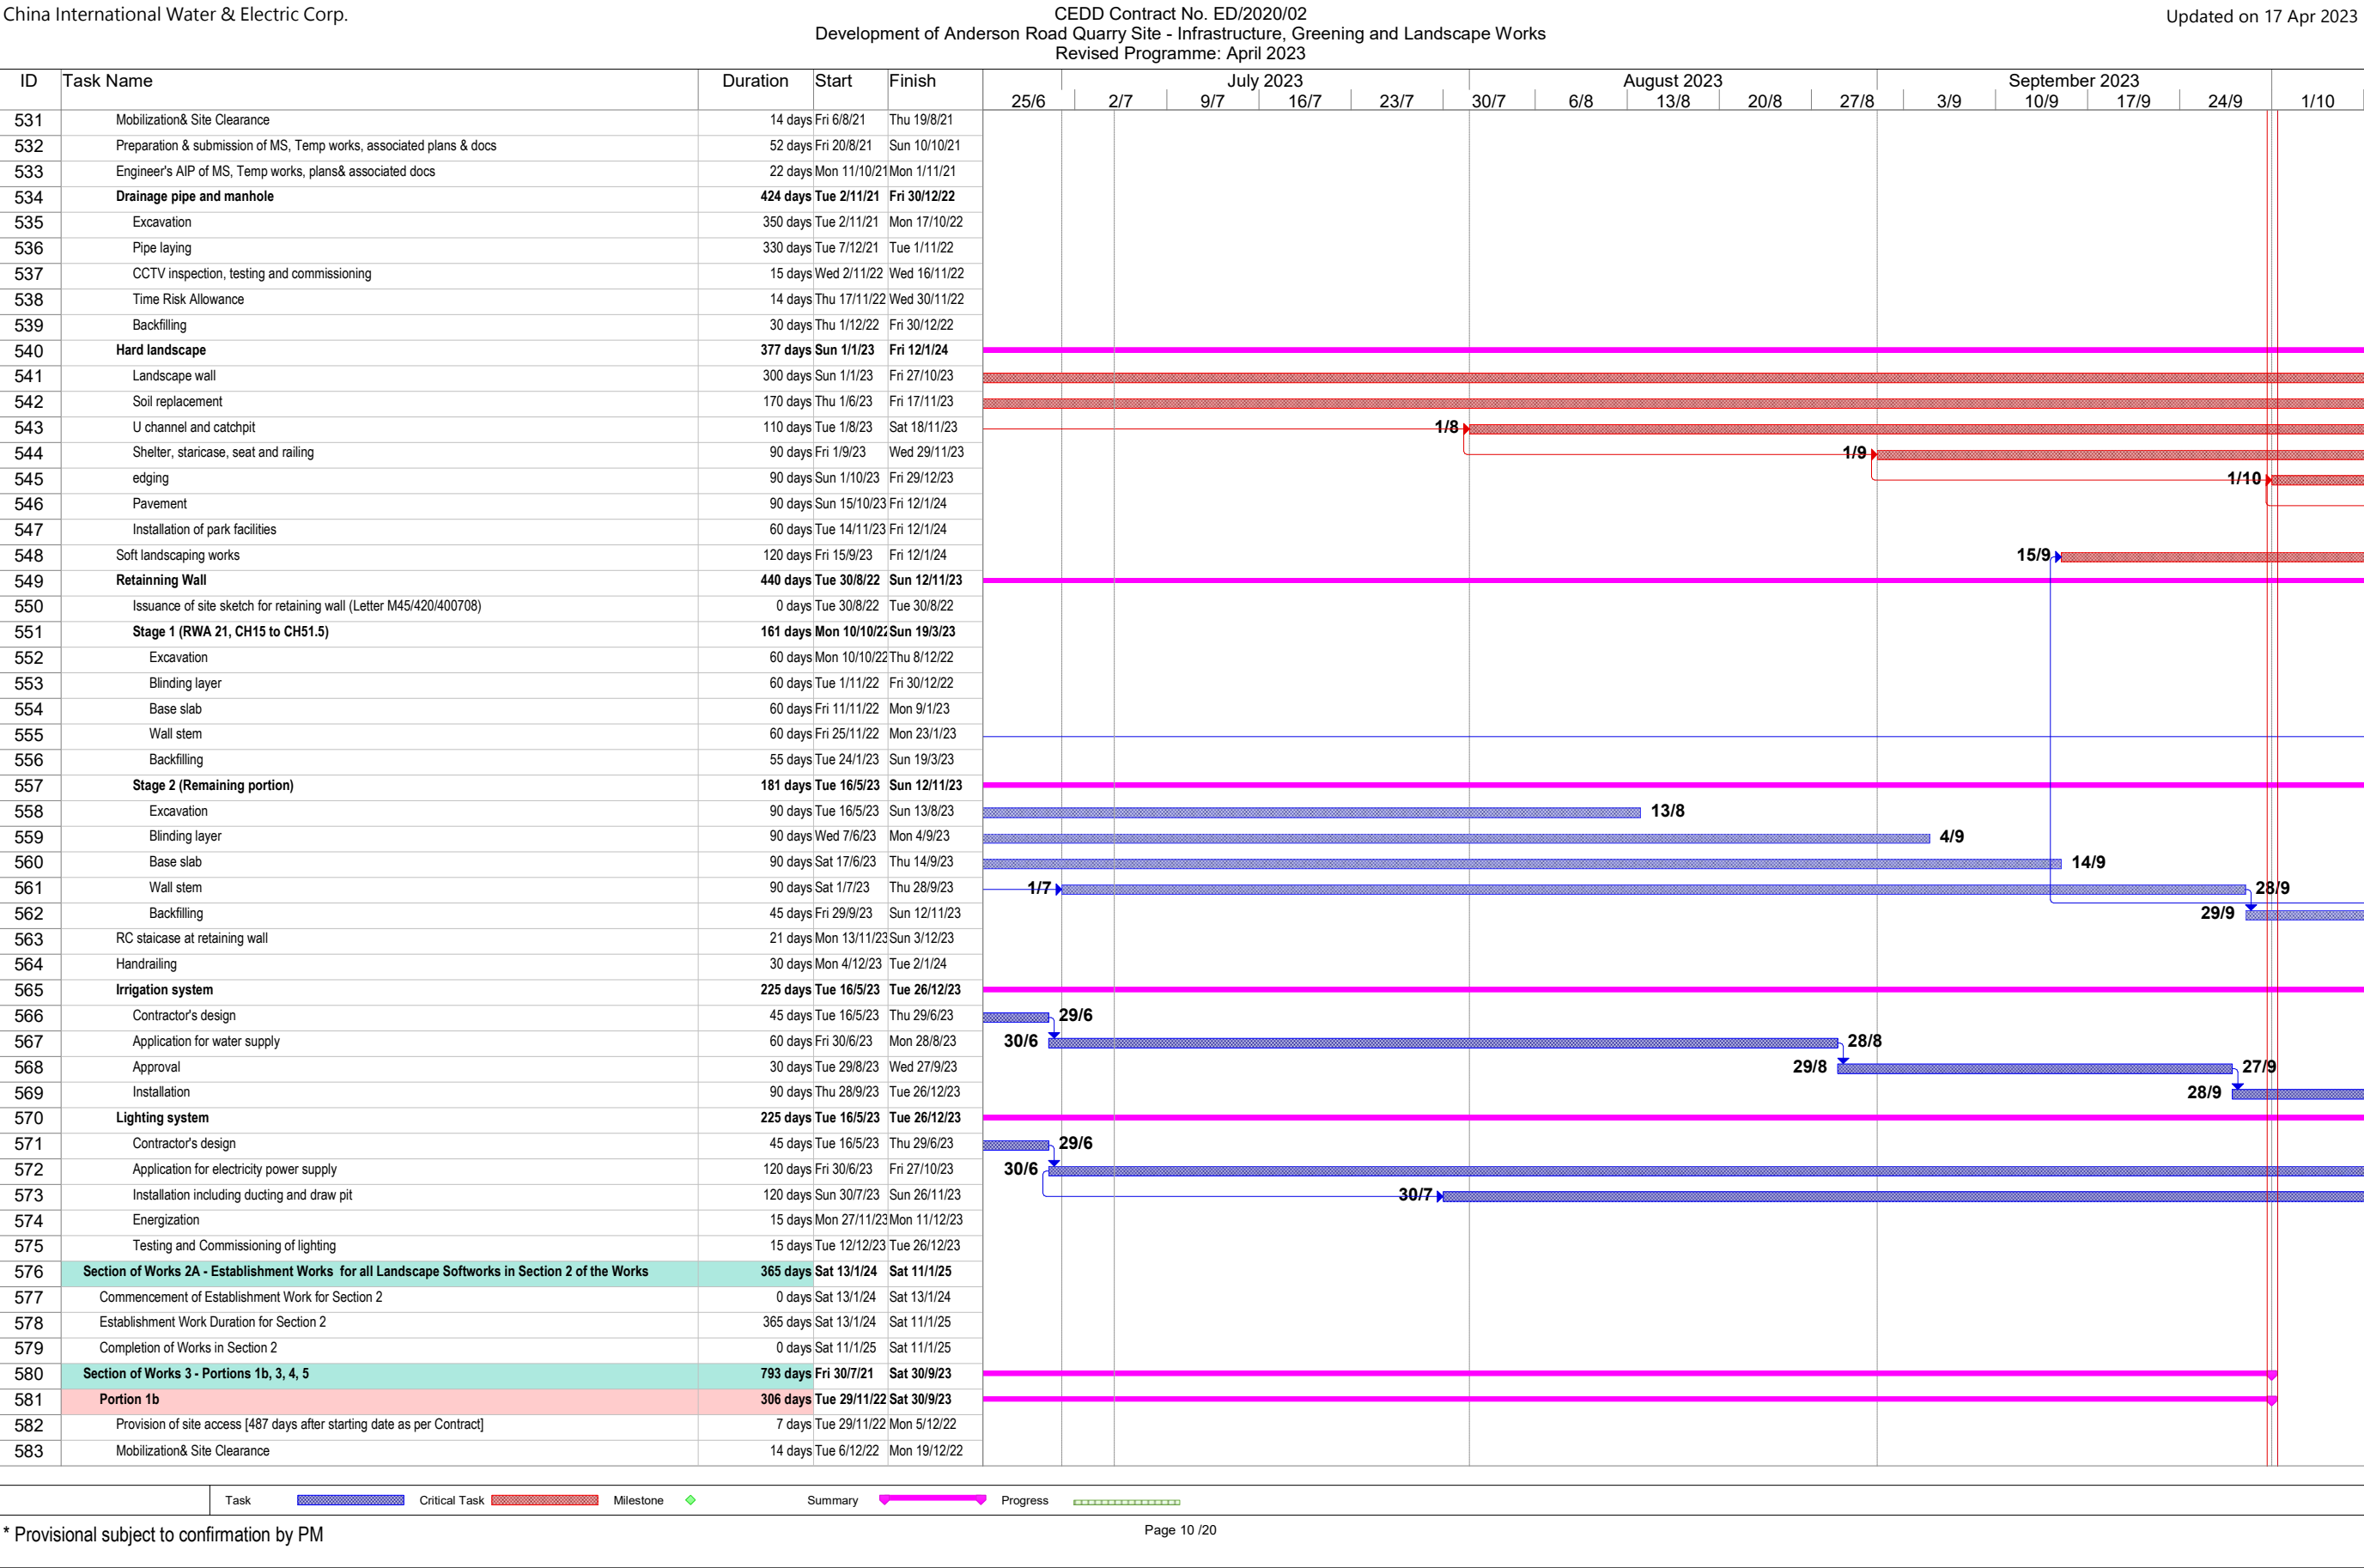 China International Water & Electric Corp.
CEDD Contract No. ED/2020/02
Updated on 17 Apr 2023
Development of Anderson Road Quarry Site - Infrastructure, Greening and Landscape Works
Revised Programme: April 2023
ID Task Name Duration Start Finish July 2023 August 2023 September 2023
25/6 2/7 9/7 16/7 23/7 30/7 6/8 13/8 20/8 27/8 3/9 10/9 17/9 24/9 1/10
531 Mobilization& Site Clearance 14 days Fri 6/8/21 Thu 19/8/21
532 Preparation & submission of MS, Temp works, associated plans & docs 52 days Fri 20/8/21 Sun 10/10/21
533 Engineer's AIP of MS, Temp works, plans& associated docs 22 days Mon 11/10/21 Mon 1/11/21
534 Drainage pipe and manhole 424 days Tue 2/11/21 Fri 30/12/22
535 Excavation 350 days Tue 2/11/21 Mon 17/10/22
536 Pipe laying 330 days Tue 7/12/21 Tue 1/11/22
537 CCTV inspection, testing and commissioning 15 days Wed 2/11/22 Wed 16/11/22
538 Time Risk Allowance 14 days Thu 17/11/22 Wed 30/11/22
539 Backfilling 30 days Thu 1/12/22 Fri 30/12/22
540 Hard landscape 377 days Sun 1/1/23 Fri 12/1/24
541 Landscape wall 300 days Sun 1/1/23 Fri 27/10/23
542 Soil replacement 170 days Thu 1/6/23 Fri 17/11/23
543 U channel and catchpit 110 days Tue 1/8/23 Sat 18/11/23 1/8
544 Shelter, staricase, seat and railing 90 days Fri 1/9/23 Wed 29/11/23 1/9
545 edging 90 days Sun 1/10/23 Fri 29/12/23 1/10
546 Pavement 90 days Sun 15/10/23 Fri 12/1/24
547 Installation of park facilities 60 days Tue 14/11/23 Fri 12/1/24
548 Soft landscaping works 120 days Fri 15/9/23 Fri 12/1/24 15/9
549 Retainning Wall 440 days Tue 30/8/22 Sun 12/11/23
550 Issuance of site sketch for retaining wall (Letter M45/420/400708) 0 days Tue 30/8/22 Tue 30/8/22
551 Stage 1 (RWA 21, CH15 to CH51.5) 161 days Mon 10/10/22 Sun 19/3/23
552 Excavation 60 days Mon 10/10/22 Thu 8/12/22
553 Blinding layer 60 days Tue 1/11/22 Fri 30/12/22
554 Base slab 60 days Fri 11/11/22 Mon 9/1/23
555 Wall stem 60 days Fri 25/11/22 Mon 23/1/23
556 Backfilling 55 days Tue 24/1/23 Sun 19/3/23
557 Stage 2 (Remaining portion) 181 days Tue 16/5/23 Sun 12/11/23
558 Excavation 90 days Tue 16/5/23 Sun 13/8/23 13/8
559 Blinding layer 90 days Wed 7/6/23 Mon 4/9/23 4/9
560 Base slab 90 days Sat 17/6/23 Thu 14/9/23 14/9
561 Wall stem 90 days Sat 1/7/23 Thu 28/9/23 1/7 28/9
562 Backfilling 45 days Fri 29/9/23 Sun 12/11/23 29/9
563 RC staicase at retaining wall 21 days Mon 13/11/23 Sun 3/12/23
564 Handrailing 30 days Mon 4/12/23 Tue 2/1/24
565 Irrigation system 225 days Tue 16/5/23 Tue 26/12/23
566 Contractor's design 45 days Tue 16/5/23 Thu 29/6/23 29/6
567 Application for water supply 60 days Fri 30/6/23 Mon 28/8/23 30/6 28/8
568 Approval 30 days Tue 29/8/23 Wed 27/9/23 29/8 27/9
569 Installation 90 days Thu 28/9/23 Tue 26/12/23 28/9
570 Lighting system 225 days Tue 16/5/23 Tue 26/12/23
571 Contractor's design 45 days Tue 16/5/23 Thu 29/6/23 29/6
572 Application for electricity power supply 120 days Fri 30/6/23 Fri 27/10/23 30/6
573 Installation including ducting and draw pit 120 days Sun 30/7/23 Sun 26/11/23 30/7
574 Energization 15 days Mon 27/11/23 Mon 11/12/23
575 Testing and Commissioning of lighting 15 days Tue 12/12/23 Tue 26/12/23
576 Section of Works 2A - Establishment Works for all Landscape Softworks in Section 2 of the Works 365 days Sat 13/1/24 Sat 11/1/25
577 Commencement of Establishment Work for Section 2 0 days Sat 13/1/24 Sat 13/1/24
578 Establishment Work Duration for Section 2 365 days Sat 13/1/24 Sat 11/1/25
579 Completion of Works in Section 2 0 days Sat 11/1/25 Sat 11/1/25
580 Section of Works 3 - Portions 1b, 3, 4, 5 793 days Fri 30/7/21 Sat 30/9/23
581 Portion 1b 306 days Tue 29/11/22 Sat 30/9/23
582 Provision of site access [487 days after starting date as per Contract] 7 days Tue 29/11/22 Mon 5/12/22
583 Mobilization& Site Clearance 14 days Tue 6/12/22 Mon 19/12/22
Task Critical Task Milestone Summary Progress
* Provisional subject to confirmation by PM
Page 10 /20